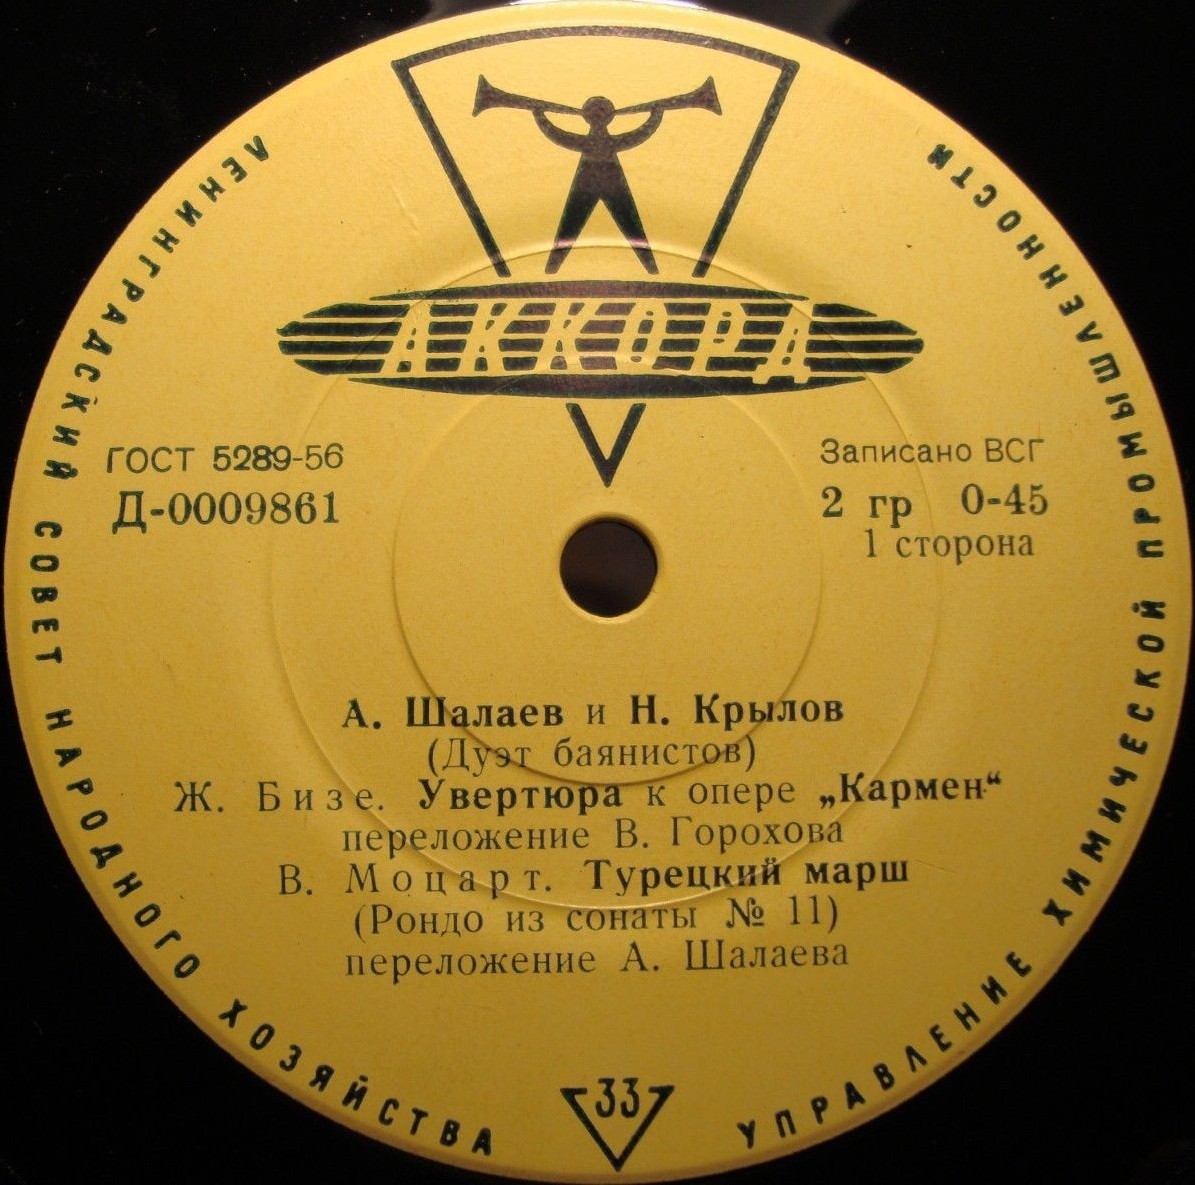 АККОРД
ЛЕНИНГРАДСКИЙ СОВЕТ НАРОДНОГО ХОЗЯЙСТВА
УПРАВЛЕНИЕ ХИМИЧЕСКОЙ ПРОМЫШЛЕННОСТИ
ГОСТ 5289-56
Д-0009861
Записано ВСГ
2 гр 0-45
1 сторона
А. Шалаев и Н. Крылов
(Дуэт баянистов)
Ж. Бизе. Увертюра к опере „Кармен“
переложение В. Горохова
В. Моцарт. Турецкий марш
(Рондо из сонаты № 11)
переложение А. Шалаева
33